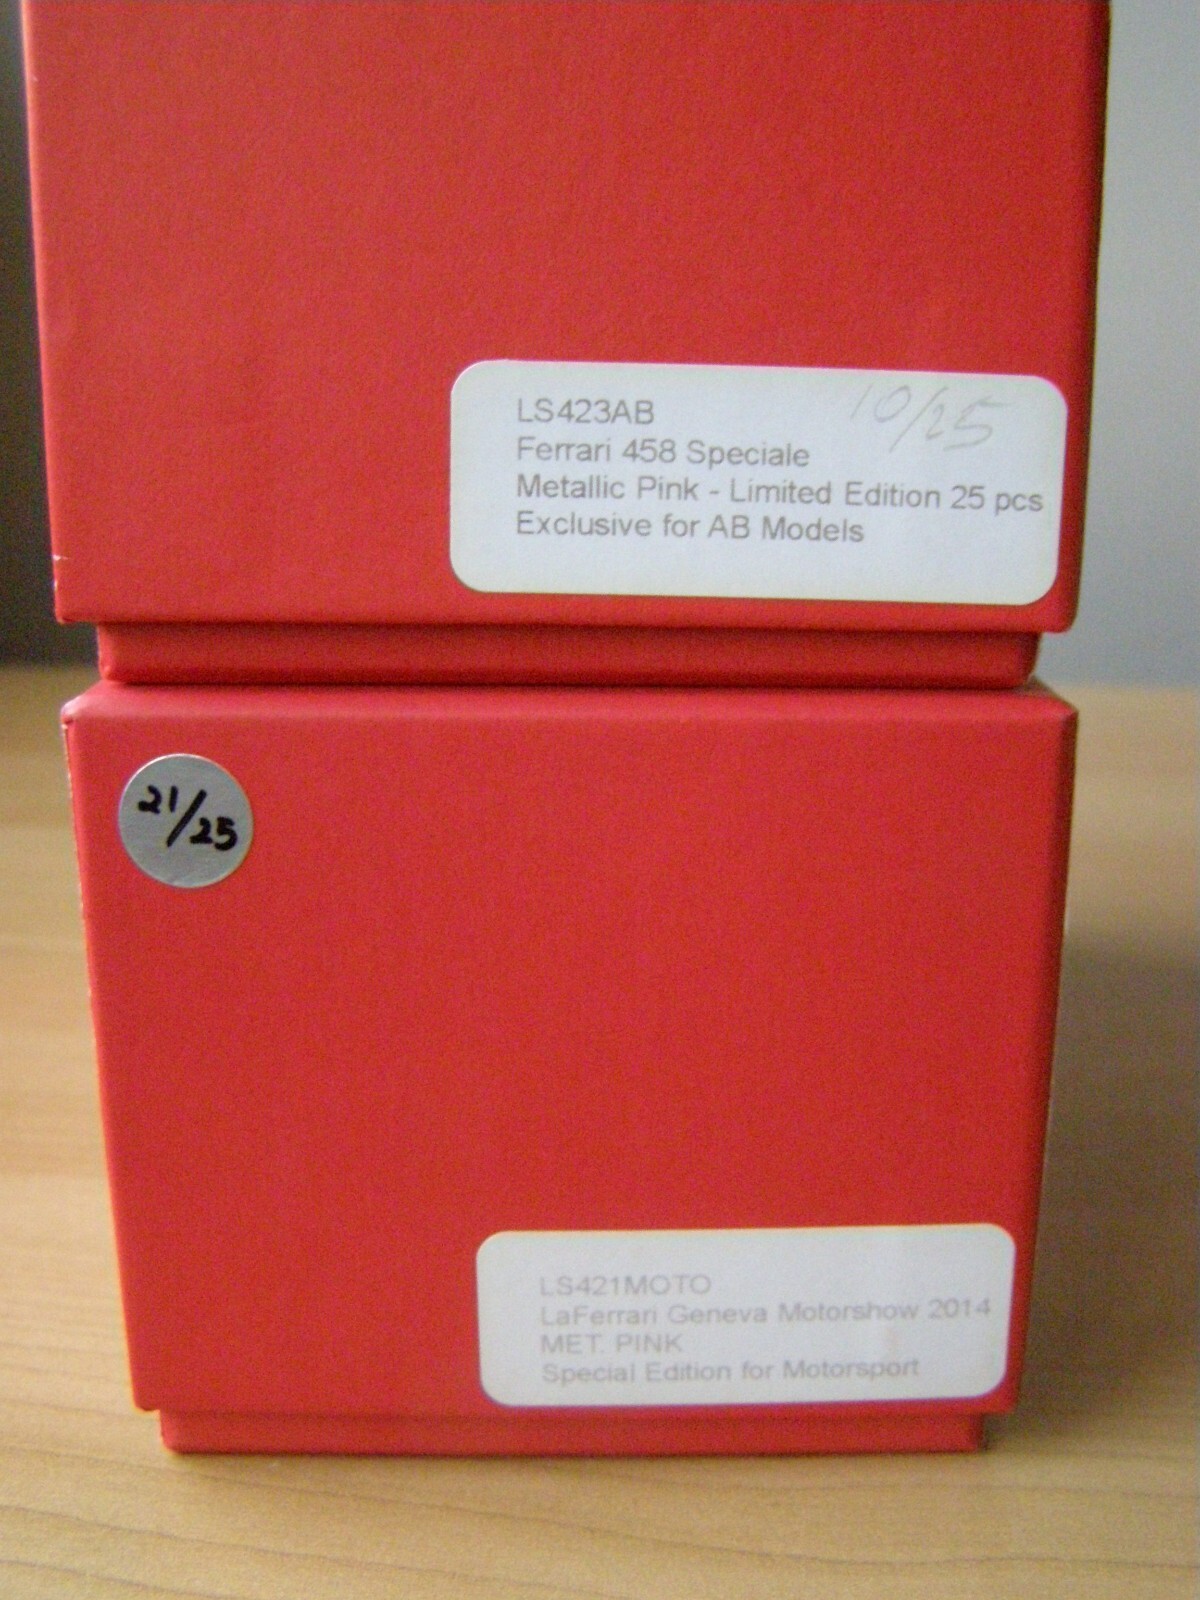 LS423AB
10/25
Ferrari 458 Speciale
Metallic Pink - Limited Edition 25 pcs
Exclusive for AB Models
21/25
LS421MOTO
LaFerrari Geneva Motorshow 2014
MET. PINK
Special Edition for Motorsport